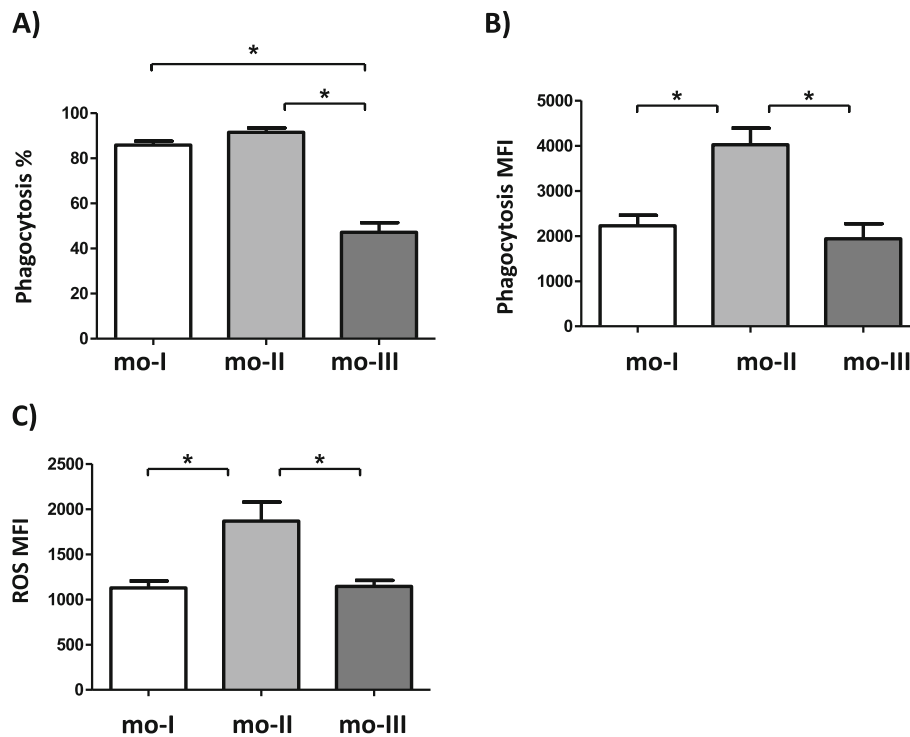 A)
*
*
100
80
60
40
20
0
Phagocytosis %
mo-I mo-II mo-III
B)
* *
5000
4000
3000
2000
1000
0
Phagocytosis MFI
mo-I mo-II mo-III
C)
* *
2500
2000
1500
1000
500
0
ROS MFI
mo-I mo-II mo-III